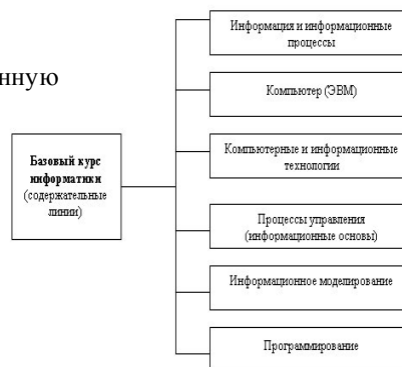 Информация и информационные
процессы
нную
Компьютер (ЭВМ)
Базовый курс
информатики
(содержательные
линии)
Компьютерные и информационные
технологии
Процессы управления
(информационные основы)
Информационное моделирование
Программирование